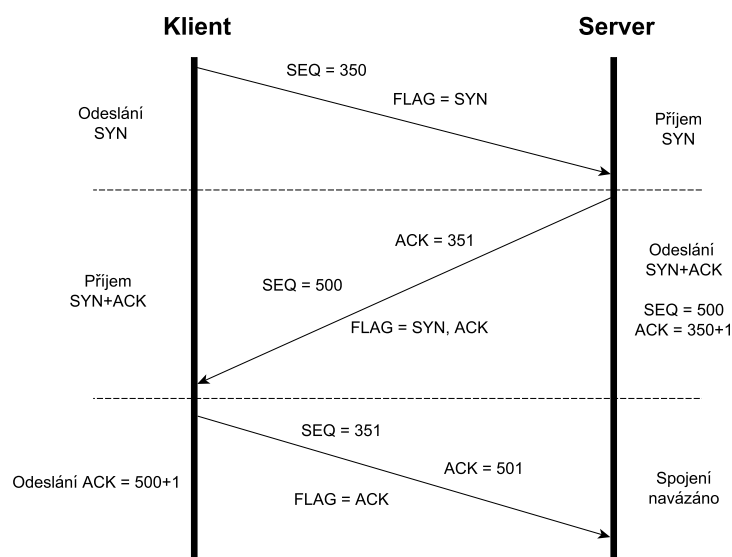 Klient
Server
SEQ = 350
FLAG = SYN
Odeslání
SYN
Příjem
SYN
ACK = 351
SEQ = 500
FLAG = SYN, ACK
Příjem
SYN+ACK
Odeslání
SYN+ACK
SEQ = 500
ACK = 350+1
SEQ = 351
ACK = 501
FLAG = ACK
Odeslání ACK = 500+1
Spojení
navázáno